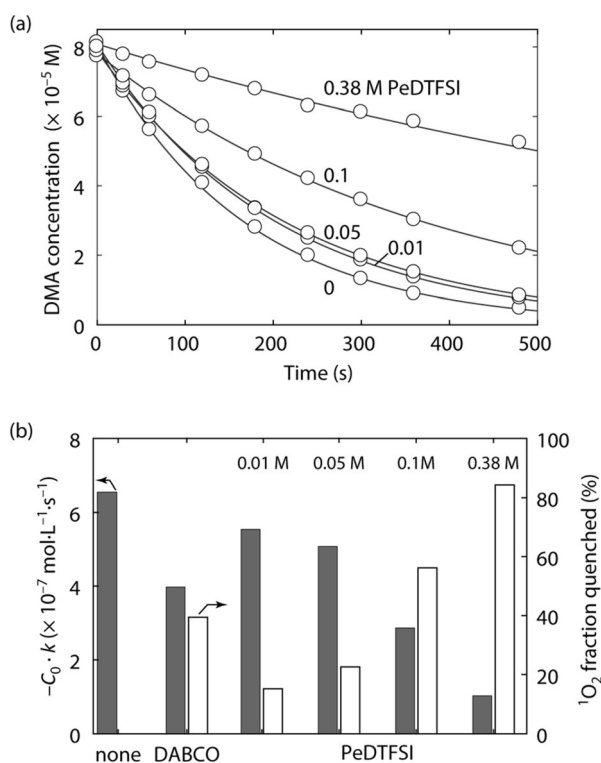 (a)
DMA concentration (× 10⁻⁵ M)
8
6
4
2
0
0.38 M PeDTFSI
0.1
0.05
0.01
0
0 100 200 300 400 500
Time (s)
(b)
−C₀ · k (× 10⁻⁷ mol·L⁻¹·s⁻¹)
8
6
4
2
0
0.01 M 0.05 M 0.1M 0.38 M
100
80
60
40
20
0
¹O₂ fraction quenched (%)
none DABCO PeDTFSI